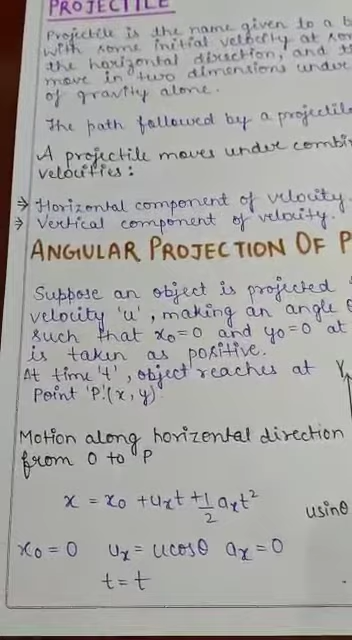 PROJECTILE
Projectile is the name given to a b
with some initial velocity at
the horizontal direction, and
move in two dimensions under
of gravity alone.
The path followed by a projectile
A projectile moves under combin
velocities:
→ Horizontal component of velocity.
→ Vertical component of velocity.
ANGULAR PROJECTION OF P
Suppose an object is projected
velocity 'u', making an angle θ
such that x₀=0 and y₀=0 at
is taken as positive.
At time 't', object reaches at
Point 'P'(x,y).
Y
Motion along horizontal direction
from O to P
x = x₀ + uₓt + 1/2 aₓt²
usinθ
x₀=0 uₓ = ucosθ aₓ=0
t = t